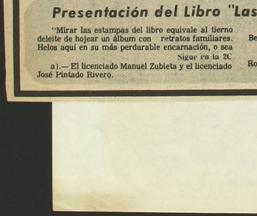 Presentación del Libro "Las
"Mirar las estampas del libro equivale al tierno
deleite de hojear un álbum con retratos familiares.
Helos aquí en su más perdurable encarnación, o sea
Sigue en la 2C
a).— El licenciado Manuel Zubieta y el licenciado
José Pintado Rivero.
Be
Ro